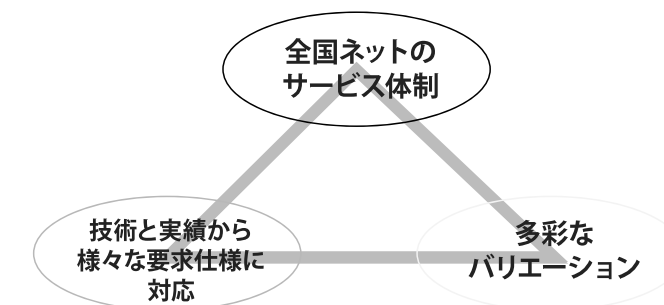 全国ネットの
サービス体制
技術と実績から
様々な要求仕様に
対応
多彩な
バリエーション